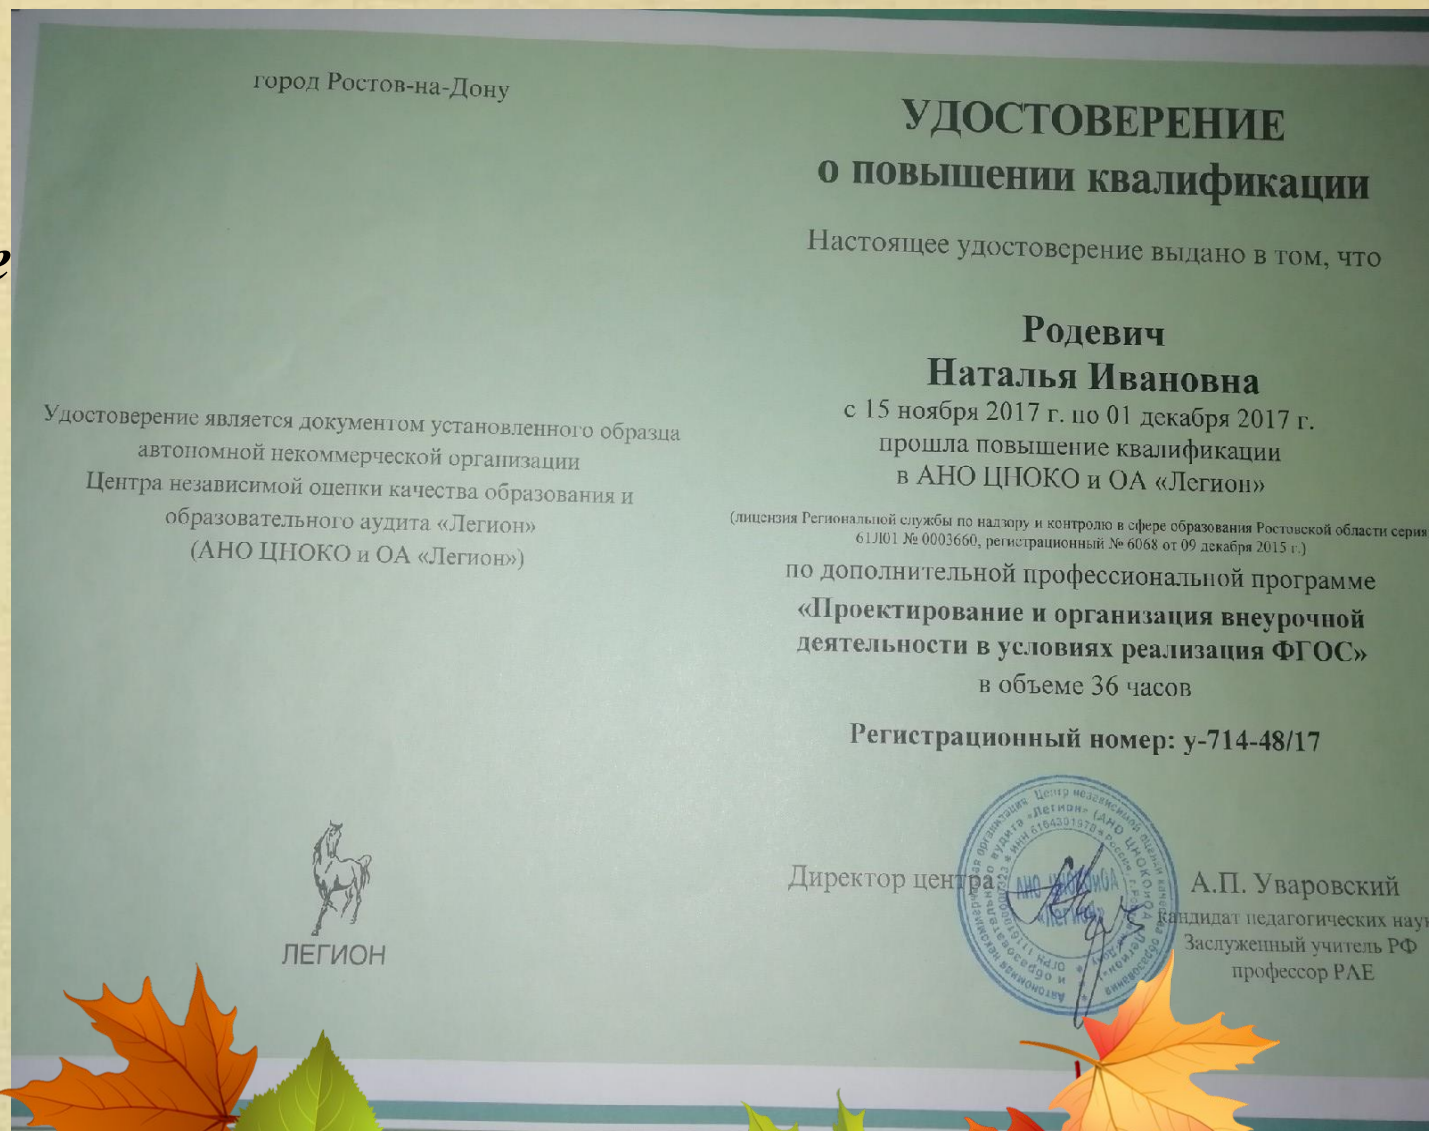 город Ростов-на-Дону
Удостоверение является документом установленного образца
автономной некоммерческой организации
Центра независимой оценки качества образования и
образовательного аудита «Легион»
(АНО ЦНОКО и ОА «Легион»)
ЛЕГИОН
УДОСТОВЕРЕНИЕ
о повышении квалификации
Настоящее удостоверение выдано в том, что
Родевич
Наталья Ивановна
с 15 ноября 2017 г. по 01 декабря 2017 г.
прошла повышение квалификации
в АНО ЦНОКО и ОА «Легион»
(лицензия Региональной службы по надзору и контролю в сфере образования Ростовской области серия
61Л01 № 0003660, регистрационный № 6068 от 09 декабря 2015 г.)
по дополнительной профессиональной программе
«Проектирование и организация внеурочной
деятельности в условиях реализация ФГОС»
в объеме 36 часов
Регистрационный номер: у-714-48/17
Директор центра
АНО ЦНОКОиОА
«Легион»
А.П. Уваровский
кандидат педагогических наук
Заслуженный учитель РФ
профессор РАЕ